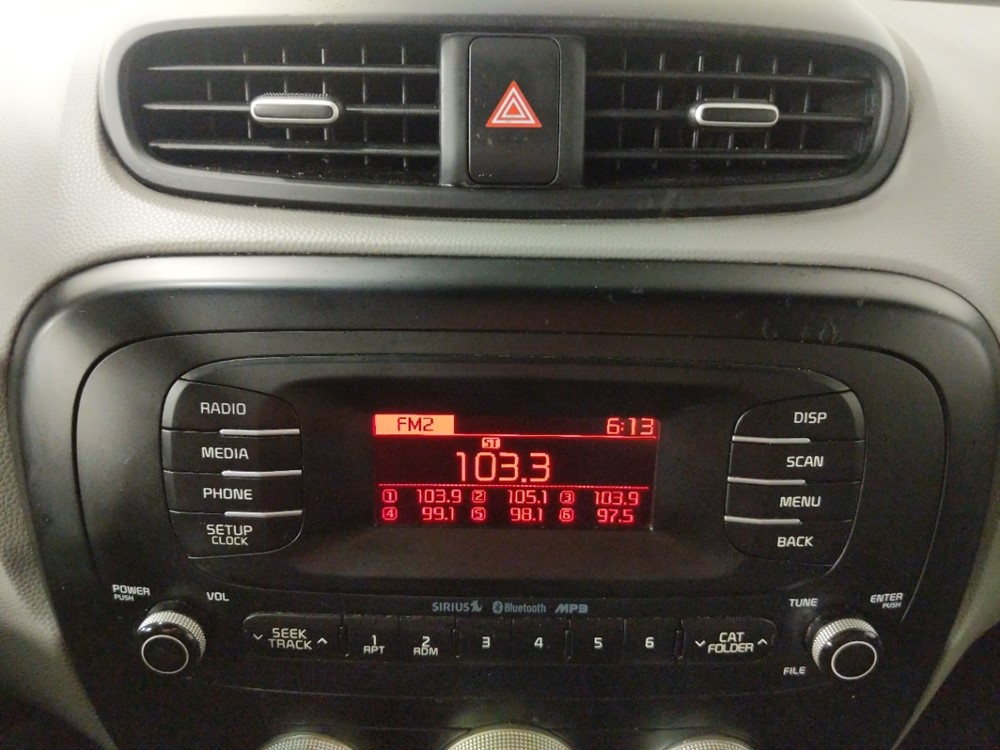 FM2 6:13
ST
103.3
1 103.9 2 105.1 3 103.9
4 99.1 5 98.1 6 97.5
RADIO
MEDIA
PHONE
SETUP
CLOCK
DISP
SCAN
MENU
BACK
POWER
PUSH
VOL
SIRIUS Bluetooth MP3
TUNE
ENTER
PUSH
SEEK
TRACK
1
RPT
2
RDM
3
4
5
6
CAT
FOLDER
FILE